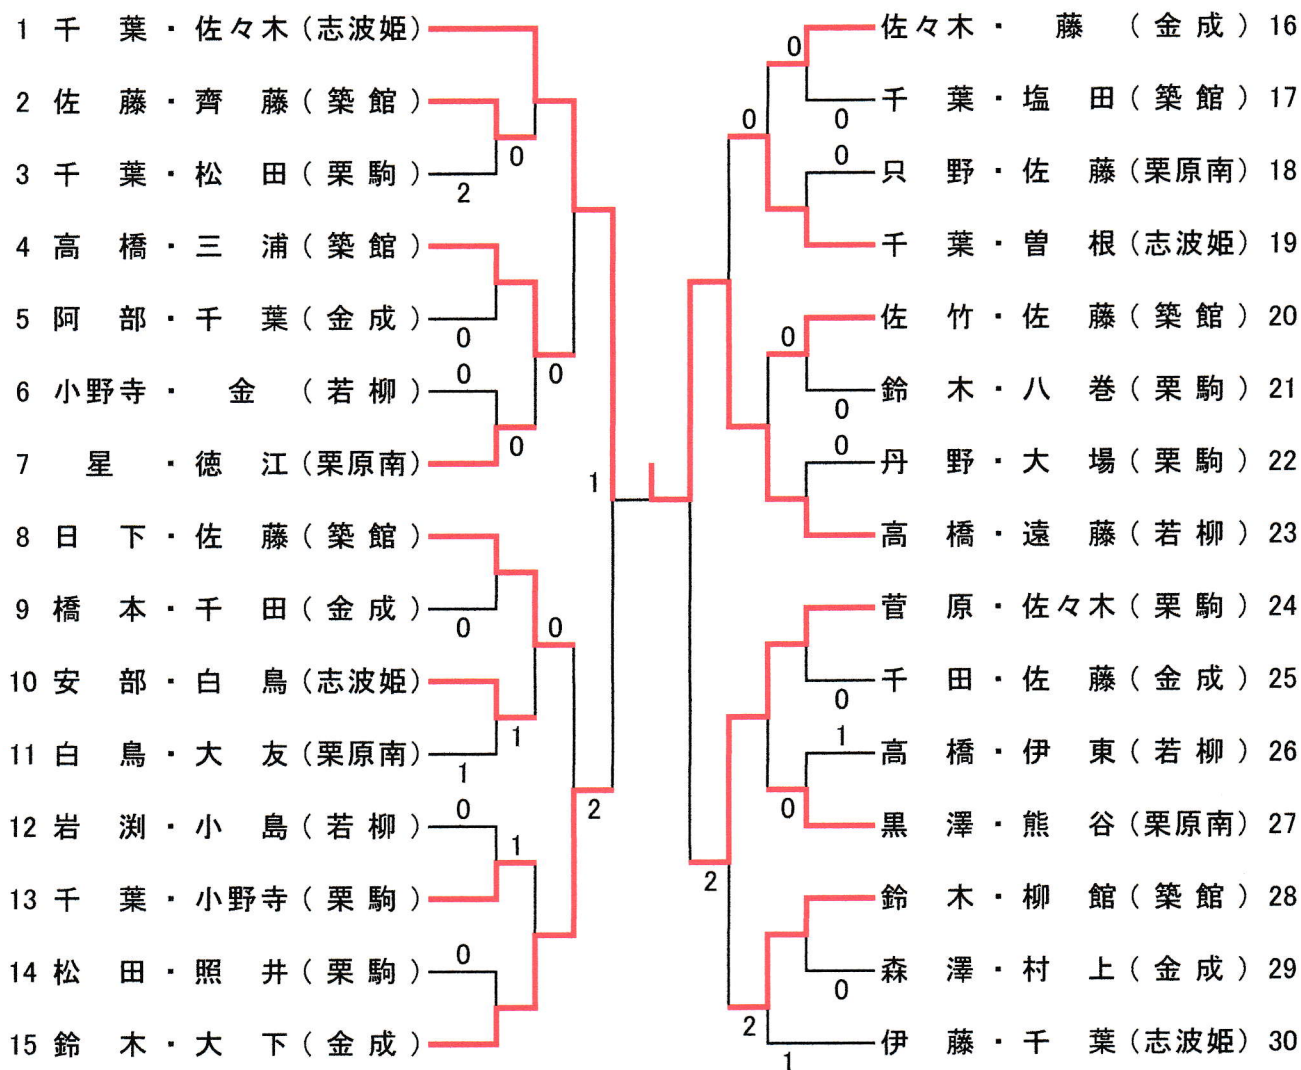 1 千 葉・佐々木(志波姫)
2 佐 藤・齊 藤(築館)
0
3 千 葉・松 田(栗駒)
2
4 高 橋・三 浦(築館)
5 阿 部・千 葉(金成)
0
0
6 小野寺・ 金 (若柳)
0
7 星 ・徳 江(栗原南)
0
1
8 日 下・佐 藤(築館)
9 橋 本・千 田(金成)
0
0
10 安 部・白 鳥(志波姫)
1
11 白 鳥・大 友(栗原南)
1
2
12 岩 渕・小 島(若柳)
0
1
13 千 葉・小野寺(栗駒)
14 松 田・照 井(栗駒)
0
15 鈴 木・大 下(金成)
佐々木・ 藤 (金成) 16
0
千 葉・塩 田(築館) 17
0
0
0
只 野・佐 藤(栗原南) 18
千 葉・曽 根(志波姫) 19
佐 竹・佐 藤(築館) 20
0
鈴 木・八 巻(栗駒) 21
0
0
丹 野・大 場(栗駒) 22
高 橋・遠 藤(若柳) 23
菅 原・佐々木(栗駒) 24
千 田・佐 藤(金成) 25
0
1
高 橋・伊 東(若柳) 26
0
黒 澤・熊 谷(栗原南) 27
2
鈴 木・柳 館(築館) 28
森 澤・村 上(金成) 29
0
2
伊 藤・千 葉(志波姫) 30
1